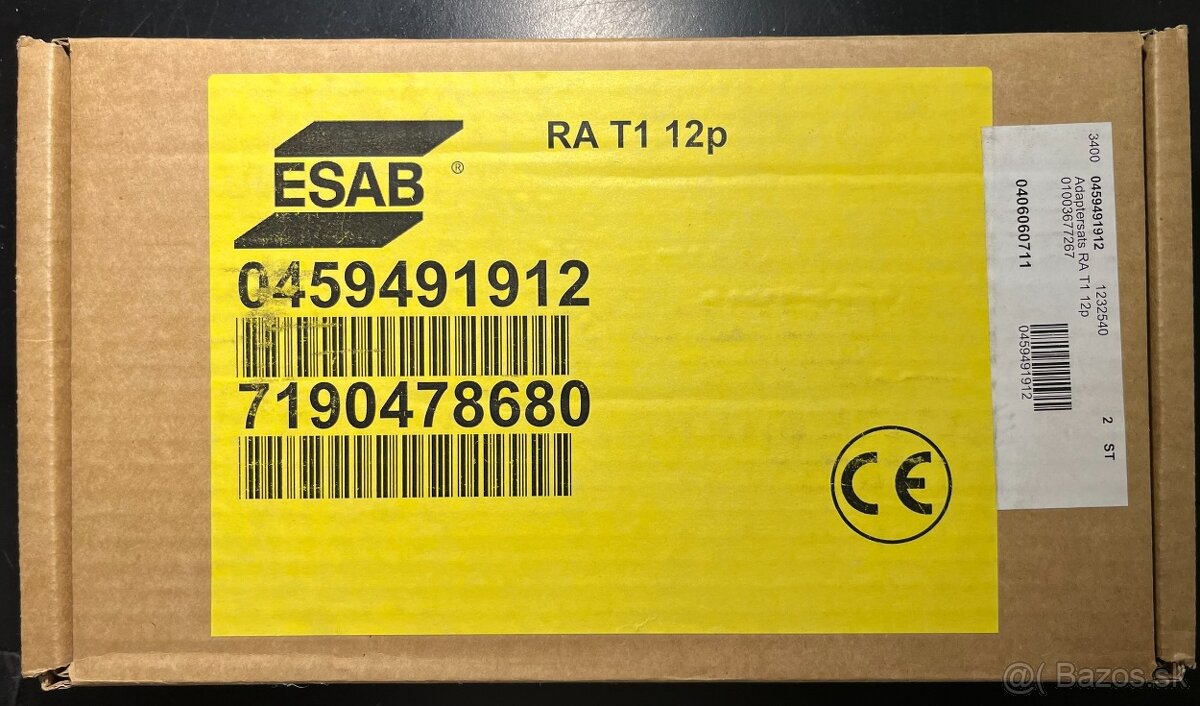 RA T1 12p
ESAB ®
0459491912
7190478680
CE
3400 0459491912 1232540 2 ST
Adaptersats RA T1 12p
01003677267
0459491912
0406060711
@( Bazos.sk